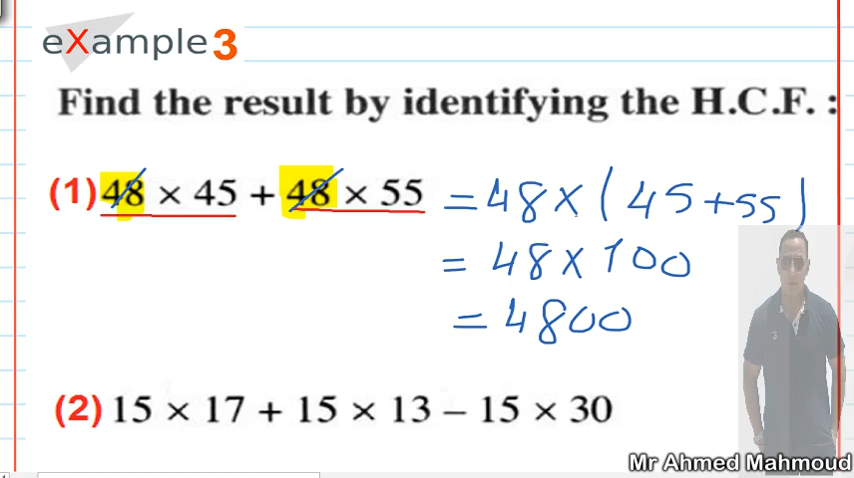 eXample 3
Find the result by identifying the H.C.F. :
(1) 48 × 45 + 48 × 55 = 48 × ( 45 + 55 )
= 48 × 100
= 4800
(2) 15 × 17 + 15 × 13 – 15 × 30
Mr Ahmed Mahmoud